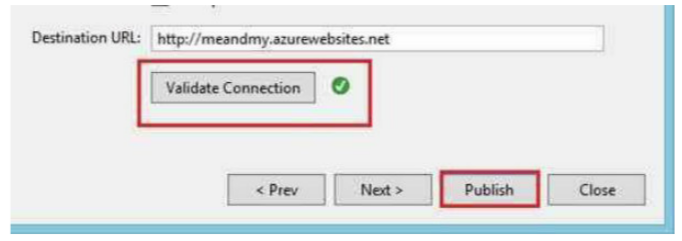 Destination URL: http://meandmy.azurewebsites.net
Validate Connection
< Prev Next > Publish Close